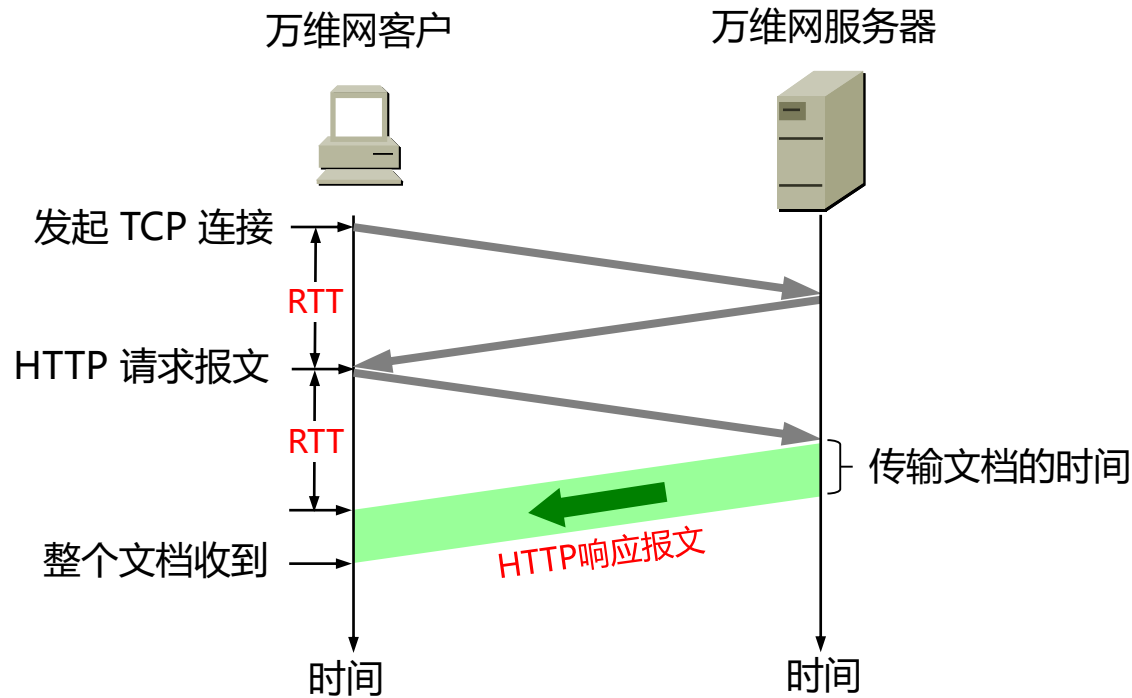 万维网客户
万维网服务器
发起 TCP 连接
RTT
HTTP 请求报文
RTT
传输文档的时间
HTTP响应报文
整个文档收到
时间
时间